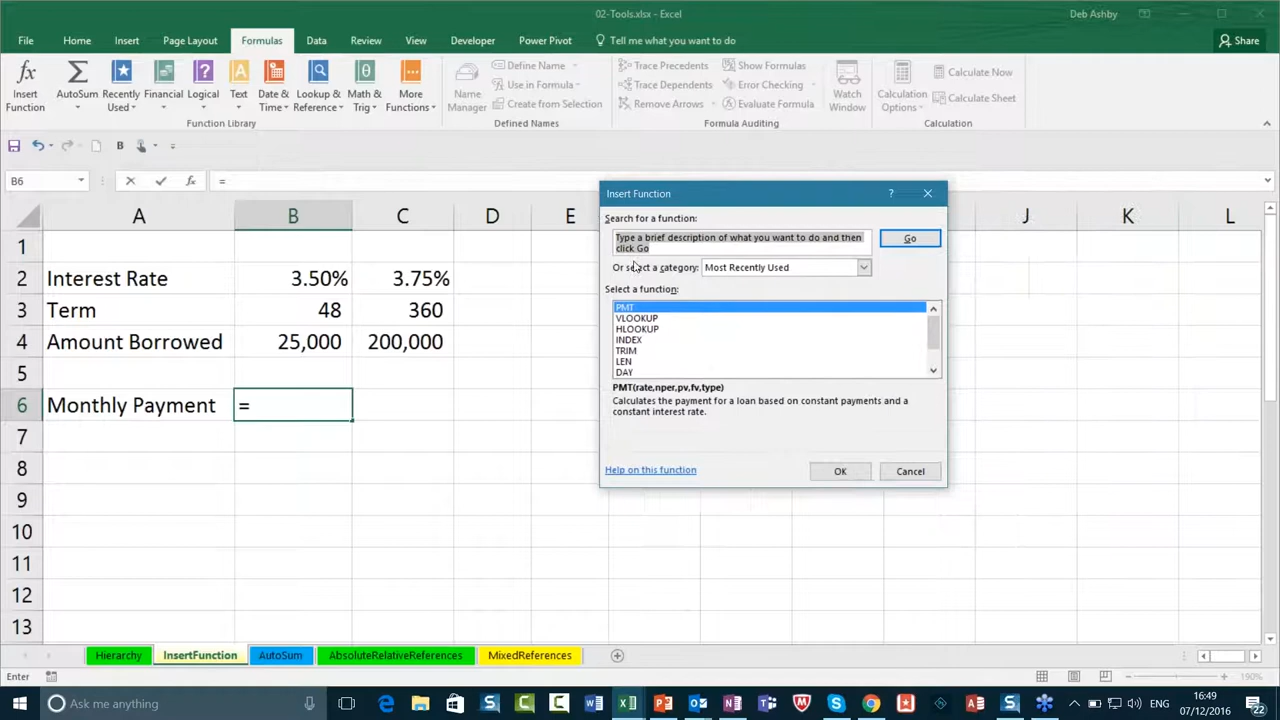 02-Tools.xlsx - Excel
Deb Ashby
File Home Insert Page Layout Formulas Data Review View Developer Power Pivot Tell me what you want to do Share
Insert Function
AutoSum
Recently Used
Financial
Logical
Text
Date & Time
Lookup & Reference
Math & Trig
More Functions
Function Library
Name Manager
Define Name
Use in Formula
Create from Selection
Defined Names
Trace Precedents
Trace Dependents
Remove Arrows
Show Formulas
Error Checking
Evaluate Formula
Formula Auditing
Watch Window
Calculation Options
Calculate Now
Calculate Sheet
Calculation
B
B6 fx =
A B C D E J K L
1
2 Interest Rate 3.50% 3.75%
3 Term 48 360
4 Amount Borrowed 25,000 200,000
5
6 Monthly Payment =
7
8
9
10
11
12
13
Insert Function ?
Search for a function:
Type a brief description of what you want to do and then
click Go
Go
Or select a category: Most Recently Used
Select a function:
PMT
VLOOKUP
HLOOKUP
INDEX
TRIM
LEN
DAY
PMT(rate,nper,pv,fv,type)
Calculates the payment for a loan based on constant payments and a
constant interest rate.
Help on this function
OK Cancel
Hierarchy InsertFunction AutoSum AbsoluteRelativeReferences MixedReferences
Enter 190%
Ask me anything
ENG
16:49
07/12/2016
22